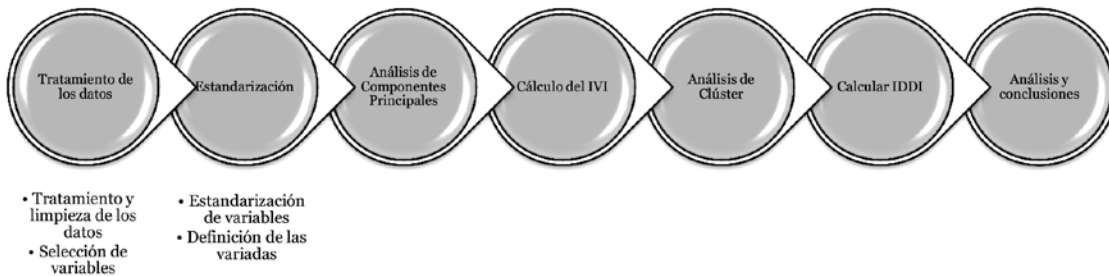 Tratamiento de
los datos
Estandarización
Análisis de
Componentes
Principales
Cálculo del IVI
Análisis de
Clúster
Calcular IDDI
Análisis y
conclusiones
• Tratamiento y
limpieza de los
datos
• Selección de
variables
• Estandarización
de variables
• Definición de las
variadas